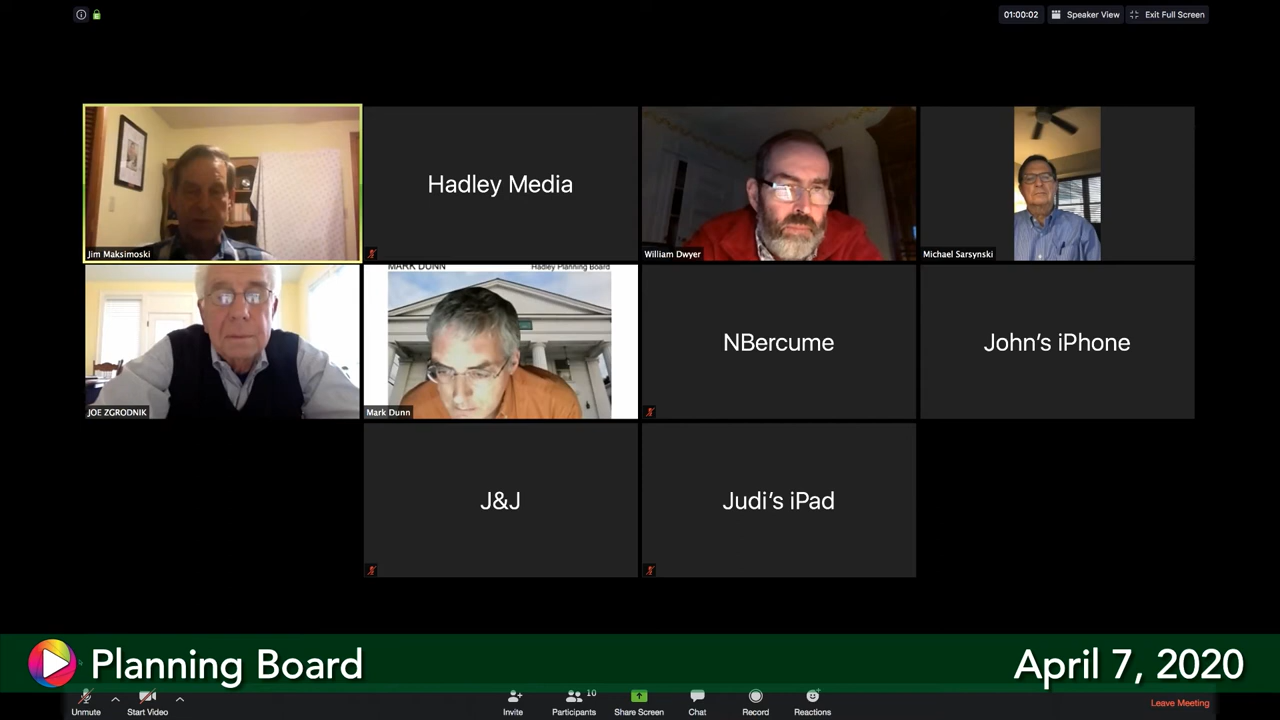 01:00:02
Speaker View
Exit Full Screen
Jim Maksimoski
Hadley Media
William Dwyer
Michael Sarsynski
JOE ZGRODNIK
MARK DUNN
Hadley Planning Board
Mark Dunn
NBercume
John’s iPhone
J&J
Judi’s iPad
Planning Board
April 7, 2020
Unmute
Start Video
Invite
10
Participants
Share Screen
Chat
Record
Reactions
Leave Meeting